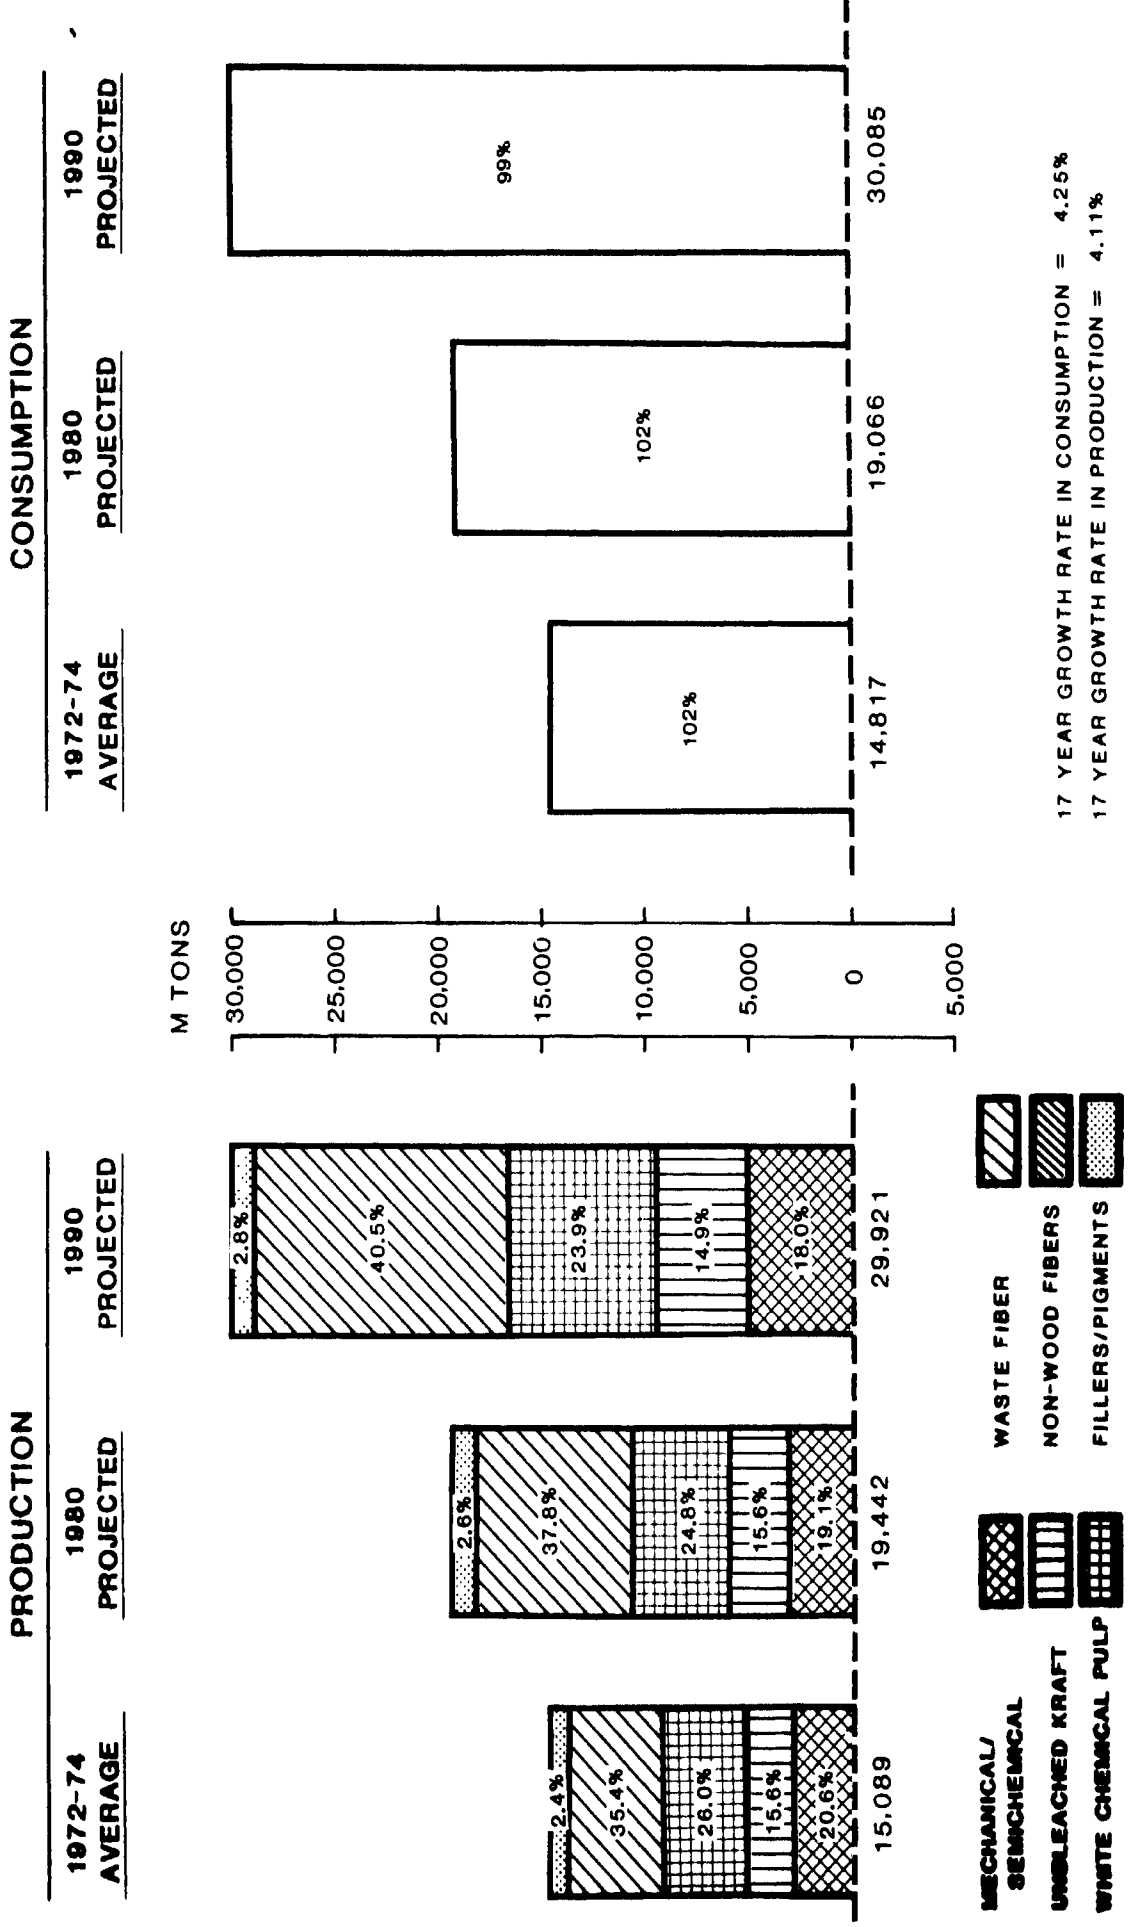 PRODUCTION
1972-74
AVERAGE
1980
PROJECTED
1990
PROJECTED
2.4%
35.4%
26.0%
15.6%
20.6%
15,089
2.6%
37.8%
24.8%
15.6%
19.1%
19,442
2.8%
40.5%
23.9%
14.9%
18.0%
29,921
M TONS
30,000
25,000
20,000
15,000
10,000
5,000
0
5,000
CONSUMPTION
1972-74
AVERAGE
1980
PROJECTED
1990
PROJECTED
102%
14,817
102%
19,066
99%
30,085
MECHANICAL/
SEMICHEMICAL
UNBLEACHED KRAFT
WHITE CHEMICAL PULP
WASTE FIBER
NON-WOOD FIBERS
FILLERS/PIGMENTS
17 YEAR GROWTH RATE IN CONSUMPTION = 4.25%
17 YEAR GROWTH RATE IN PRODUCTION = 4.11%